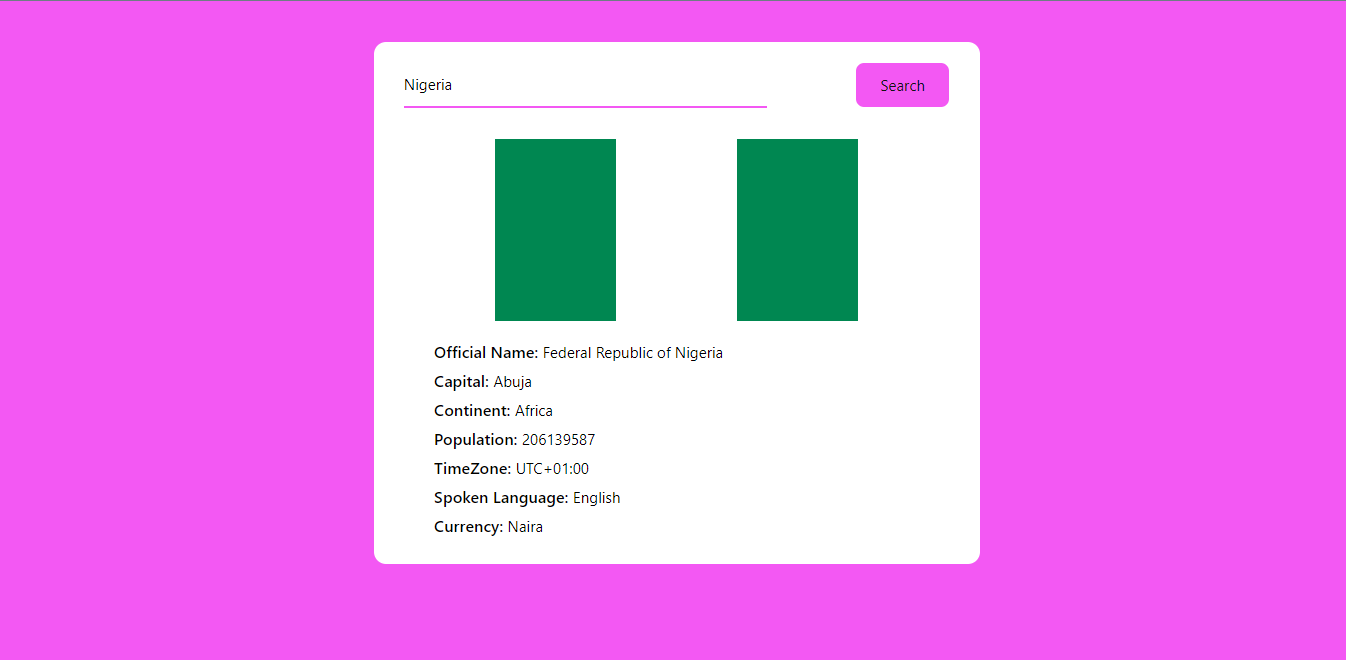 Nigeria
Search
Official Name: Federal Republic of Nigeria
Capital: Abuja
Continent: Africa
Population: 206139587
TimeZone: UTC+01:00
Spoken Language: English
Currency: Naira